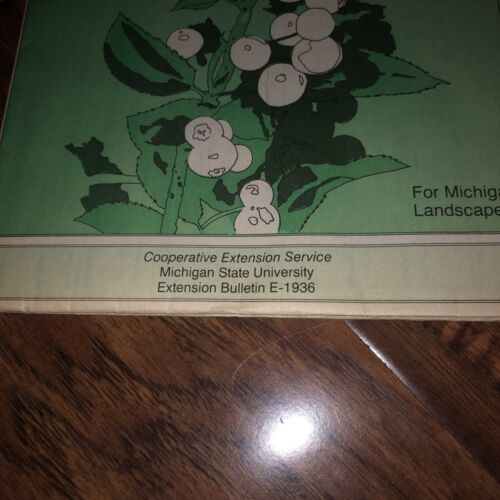 For Michiga
Landscape
Cooperative Extension Service
Michigan State University
Extension Bulletin E-1936